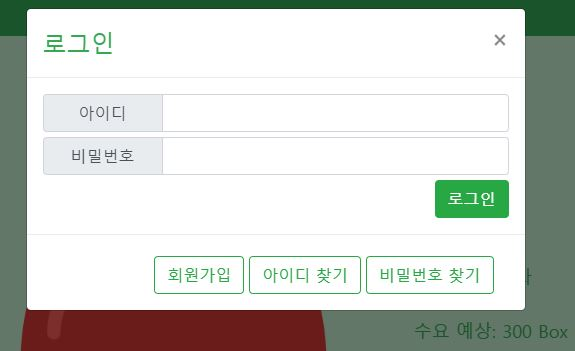 로그인 ×
아이디
비밀번호
로그인
회원가입 아이디 찾기 비밀번호 찾기
수요 예상: 300 Box